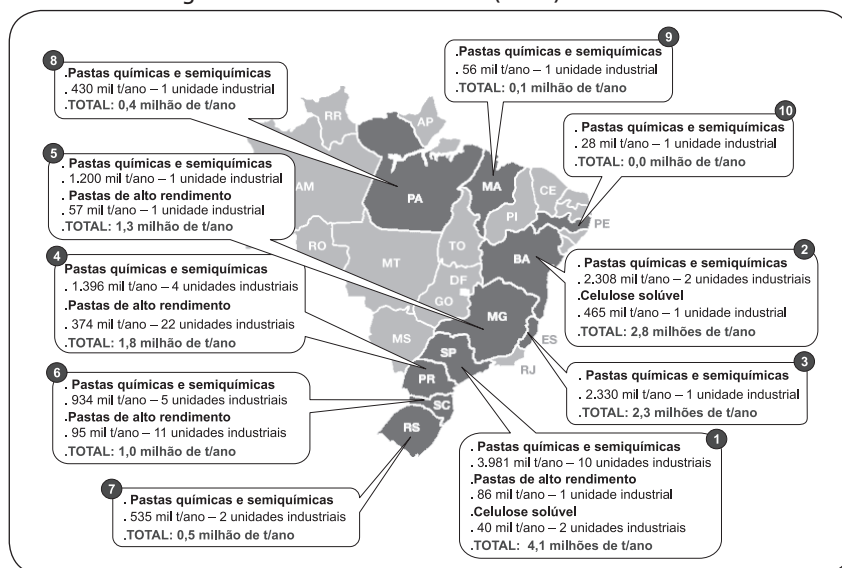 8
.Pastas químicas e semiquímicas
. 430 mil t/ano – 1 unidade industrial
.TOTAL: 0,4 milhão de t/ano
9
.Pastas químicas e semiquímicas
. 56 mil t/ano – 1 unidade industrial
.TOTAL: 0,1 milhão de t/ano
10
. Pastas químicas e semiquímicas
. 28 mil t/ano – 1 unidade industrial
.TOTAL: 0,0 milhão de t/ano
5
. Pastas químicas e semiquímicas
. 1.200 mil t/ano – 1 unidade industrial
. Pastas de alto rendimento
. 57 mil t/ano – 1 unidade industrial
. TOTAL: 1,3 milhão de t/ano
4
Pastas químicas e semiquímicas
. 1.396 mil t/ano – 4 unidades industriais
.Pastas de alto rendimento
. 374 mil t/ano – 22 unidades industriais
. TOTAL: 1,8 milhão de t/ano
2
. Pastas químicas e semiquímicas
. 2.308 mil t/ano – 2 unidades industriais
.Celulose solúvel
. 465 mil t/ano – 1 unidade industrial
.TOTAL: 2,8 milhões de t/ano
6
. Pastas químicas e semiquímicas
. 934 mil t/ano – 5 unidades industriais
.Pastas de alto rendimento
. 95 mil t/ano – 11 unidades industriais
. TOTAL: 1,0 milhão de t/ano
3
. Pastas químicas e semiquímicas
. 2.330 mil t/ano – 1 unidade industrial
. TOTAL: 2,3 milhões de t/ano
7
. Pastas químicas e semiquímicas
. 535 mil t/ano – 2 unidades industriais
.TOTAL: 0,5 milhão de t/ano
1
. Pastas químicas e semiquímicas
. 3.981 mil t/ano – 10 unidades industriais
.Pastas de alto rendimento
. 86 mil t/ano – 1 unidade industrial
.Celulose solúvel
. 40 mil t/ano – 2 unidades industriais
.TOTAL: 4,1 milhões de t/ano
RR
AP
AM
PA
MA
CE
PI
PE
RO
TO
MT
BA
DF
GO
MG
ES
MS
SP
RJ
PR
SC
RS